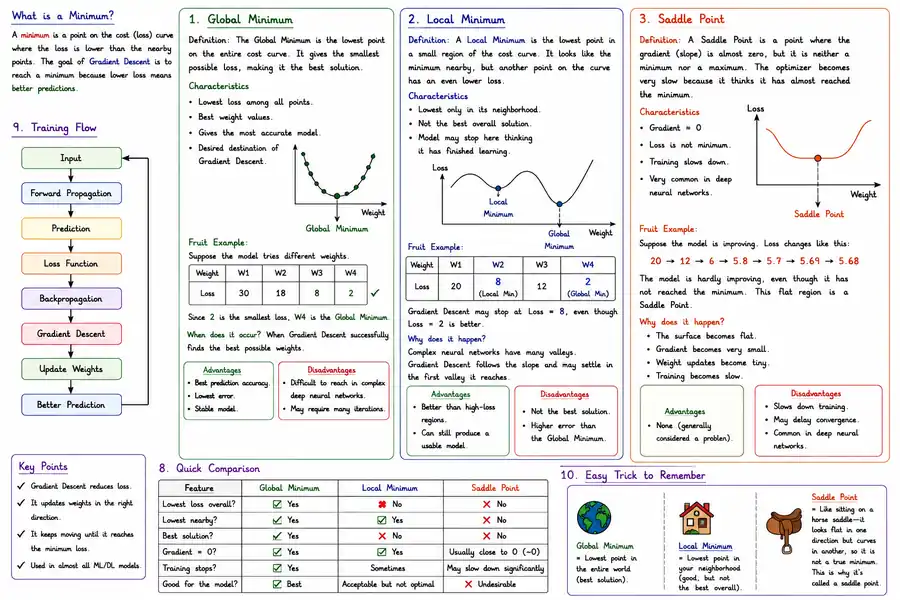 What is a Minimum?
A minimum is a point on the cost (loss) curve
where the loss is lower than the nearby
points. The goal of Gradient Descent is to
reach a minimum because lower loss means
better predictions.
9. Training Flow
Input
Forward Propagation
Prediction
Loss Function
Backpropagation
Gradient Descent
Update Weights
Better Prediction
Key Points
✓ Gradient Descent reduces loss.
✓ It updates weights in the right
direction.
✓ It keeps moving until it reaches
the minimum loss.
✓ Used in almost all ML/DL models.
1. Global Minimum
Definition: The Global Minimum is the lowest point
on the entire cost curve. It gives the smallest
possible loss, making it the best solution.
Characteristics
• Lowest loss among all points.
• Best weight values.
• Gives the most accurate model.
• Desired destination of
Gradient Descent.
Weight
Global Minimum
Fruit Example:
Suppose the model tries different weights.
Weight W1 W2 W3 W4
Loss 30 18 8 2 ✓
Since 2 is the smallest loss, W4 is the Global Minimum.
When does it occur? When Gradient Descent successfully
finds the best possible weights.
Advantages
• Best prediction accuracy.
• Lowest error.
• Stable model.
Disadvantages
• Difficult to reach in complex
deep neural networks.
• May require many iterations.
2. Local Minimum
Definition: A Local Minimum is the lowest point in
a small region of the cost curve. It looks like the
minimum nearby, but another point on the curve
has an even lower loss.
Characteristics
• Lowest only in its neighborhood.
• Not the best overall solution.
• Model may stop here thinking
it has finished learning.
Loss
Local
Minimum
Weight
Global
Minimum
Fruit Example:
Weight W1 W2 W3 W4
Loss 20 8 12 2
(Local Min.) (Global Min.)
Gradient Descent may stop at Loss = 8, even though
Loss = 2 is better.
Why does it happen?
Complex neural networks have many valleys.
Gradient Descent follows the slope and may settle in
the first valley it reaches.
Advantages
• Better than high-loss
regions.
• Can still produce a
usable model.
Disadvantages
• Not the best solution.
• Higher error than
the Global Minimum.
3. Saddle Point
Definition: A Saddle Point is a point where the
gradient (slope) is almost zero, but it is neither a
minimum nor a maximum. The optimizer becomes
very slow because it thinks it has almost reached
the minimum.
Characteristics
• Gradient ≈ 0
• Loss is not minimum.
• Training slows down.
• Very common in deep
neural networks.
Loss
Weight
Saddle Point
Fruit Example:
Suppose the model is improving. Loss changes like this:
20 → 12 → 6 → 5.8 → 5.7 → 5.69 → 5.68
The model is hardly improving, even though it has
not reached the minimum. This flat region is a
Saddle Point.
Why does it happen?
• The surface becomes flat.
• Gradient becomes very small.
• Weight updates become tiny.
• Training becomes slow.
Advantages
• None (generally
considered a problen).
Disadvantages
• Slows down training.
• May delay convergence.
• Common in deep neural
networks.
8. Quick Comparison
Feature Global Minimum Local Minimum Saddle Point
Lowest loss overall? ✓ Yes ✗ No ✗ No
Lowest nearby? ✓ Yes ✓ Yes ✗ No
Best solution? ✓ Yes ✗ No ✗ No
Gradient = 0? ✓ Yes ✓ Yes Usually close to 0 (~0)
Training stops? ✓ Yes Sometimes May slow down significantly
Good for the model? ✓ Best Acceptable but not optimal ✗ Undesirable
10. Easy Trick to Remember
Global Minimum
= Lowest point in
the entire world
(best solution).
Local Minimum
= Lowest point in
your neighborhood
(good, but not
the best overall).
Saddle Point
= Like sitting on a
horse saddle—it
looks flat in one
direction but curves
in another, so it is
not a true minimum.
This is why it's
called a saddle point.